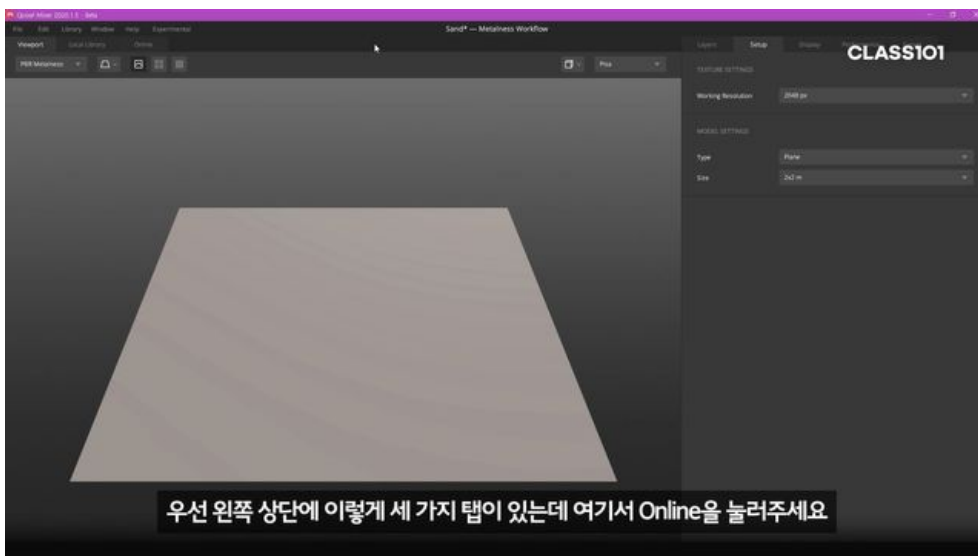 Quixel Mixer 2020.1.5 - Beta
File Edit Library Window Help Experimental
Sand* — Metalness Workflow
Viewport Local Library Online
Layers Setup Display
CLASS101
PBR Metalness
Pisa
TEXTURE SETTINGS
Working Resolution 2048 px
MODEL SETTINGS
Type Plane
Size 2x2 m
우선 왼쪽 상단에 이렇게 세 가지 탭이 있는데 여기서 Online을 눌러주세요